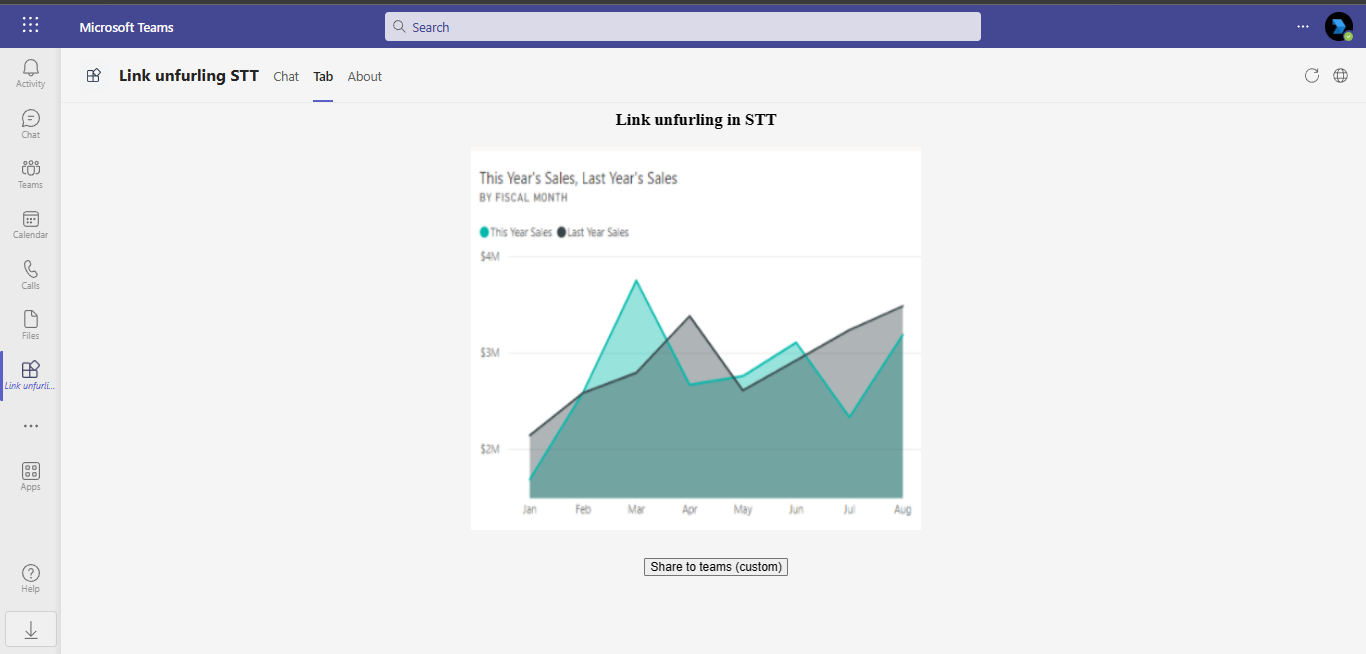 Microsoft Teams
Search
Activity
Chat
Teams
Calendar
Calls
Files
Link unfurli...
Apps
Help
Link unfurling STT Chat Tab About
Link unfurling in STT
This Year's Sales, Last Year's Sales
BY FISCAL MONTH
This Year Sales Last Year Sales
$4M
$3M
$2M
Jan Feb Mar Apr May Jun Jul Aug
Share to teams (custom)